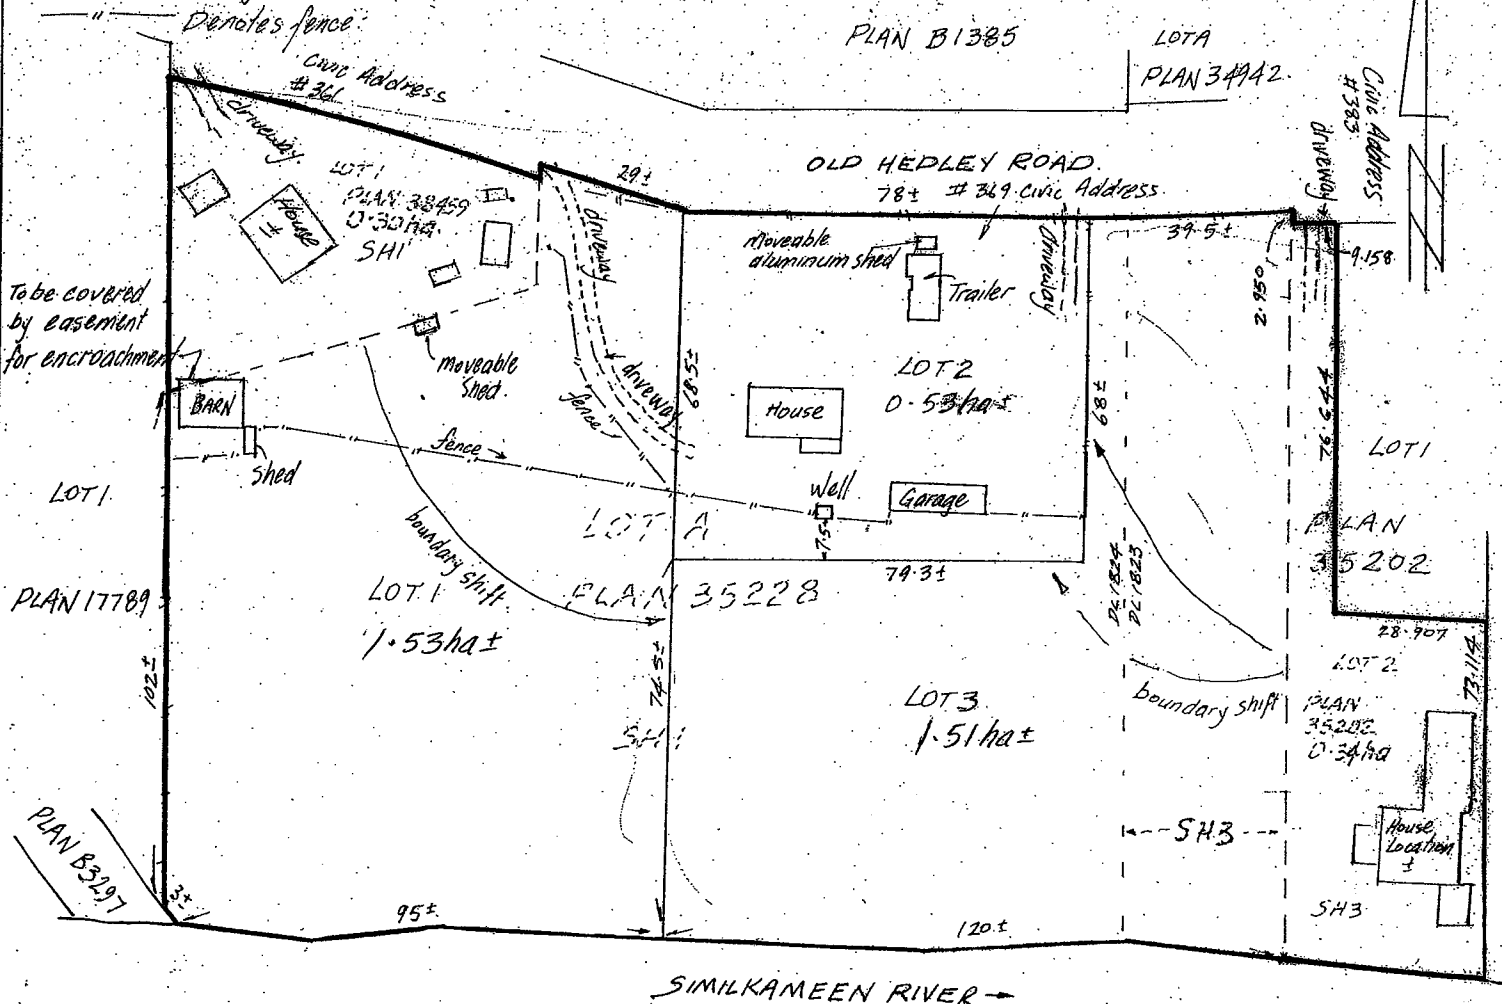 Denotes fence
PLAN B1385
LOT A
PLAN 34942
Civic Address
#361
Civic Address
#383
driveway
driveway
OLD HEDLEY ROAD.
29±
78±
#369 Civic Address
39.5±
9.158
2.950
LOT 1
PLAN 38459
0.30ha.
SH1
House
±
driveway
moveable
aluminum shed
Trailer
driveway
To be covered
by easement
for encroachment
moveable
Shed.
BARN
Shed
fence
driveway
fence
68.5±
LOT 2
0.53ha±
House
68±
76.644
LOT 1
PLAN
35202
Well
Garage
7.5±
79.3±
LOT 1
PLAN 17789
LOT A
PLAN 35228
boundary shift
LOT 1
1.53ha±
DL 1824
DL 1823
28.907
73.114
102±
74.5±
SH1
LOT 3
1.51ha±
boundary shift
LOT 2
PLAN
35202
0.34ha
SH3
House
Location
±
SH3
PLAN B3297
3±
95±
120±
SIMILKAMEEN RIVER